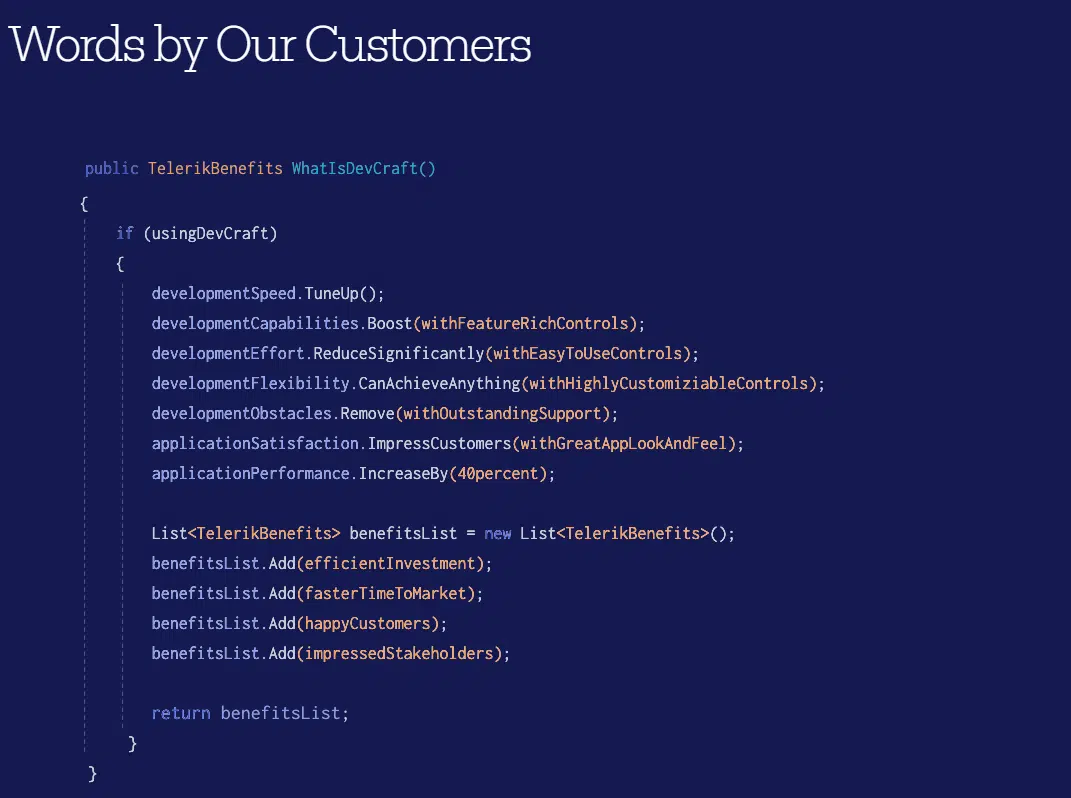 Words by Our Customers
public TelerikBenefits WhatIsDevCraft()
{
if (usingDevCraft)
{
developmentSpeed.TuneUp();
developmentCapabilities.Boost(withFeatureRichControls);
developmentEffort.ReduceSignificantly(withEasyToUseControls);
developmentFlexibility.CanAchieveAnything(withHighlyCustomiziableControls);
developmentObstacles.Remove(withOutstandingSupport);
applicationSatisfaction.ImpressCustomers(withGreatAppLookAndFeel);
applicationPerformance.IncreaseBy(40percent);
List<TelerikBenefits> benefitsList = new List<TelerikBenefits>();
benefitsList.Add(efficientInvestment);
benefitsList.Add(fasterTimeToMarket);
benefitsList.Add(happyCustomers);
benefitsList.Add(impressedStakeholders);
return benefitsList;
}
}